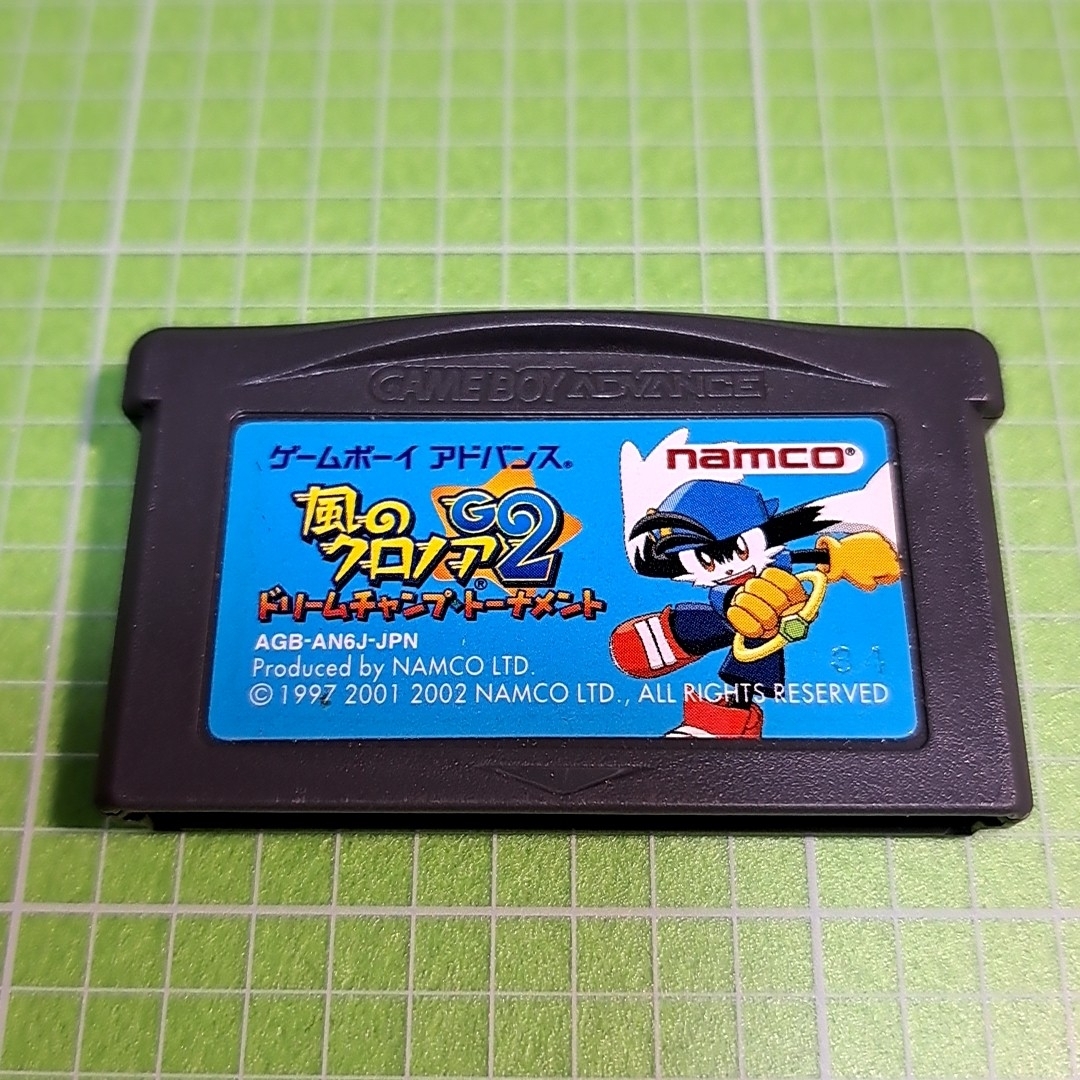 GAME BOY ADVANCE
ゲームボーイ アドバンス®
namco®
風の
クロノア® G2
ドリームチャンプ・トーナメント
AGB-AN6J-JPN
Produced by NAMCO LTD.
© 1997 2001 2002 NAMCO LTD., ALL RIGHTS RESERVED